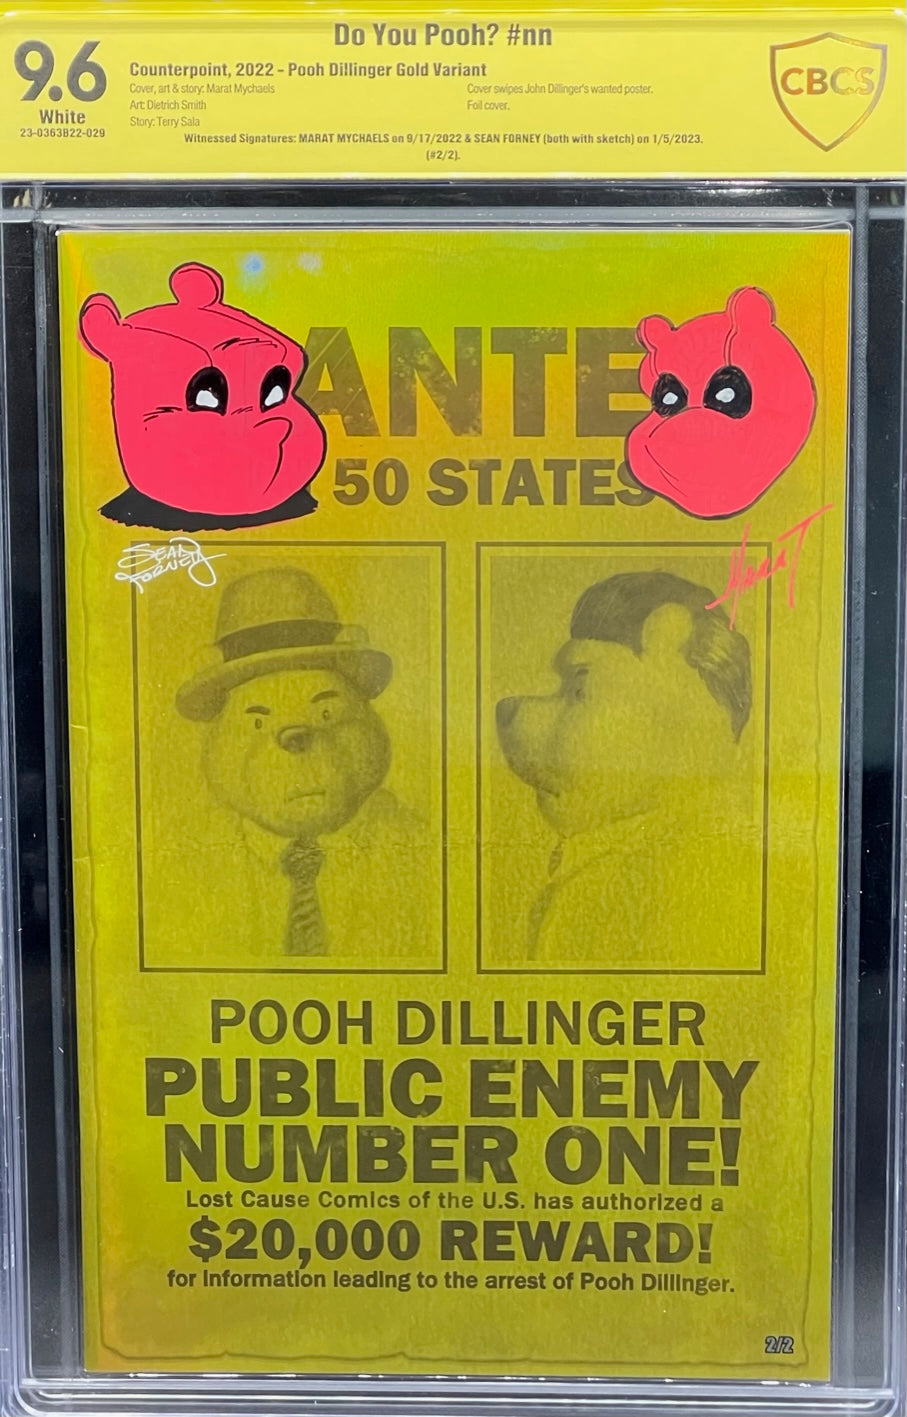 Do You Pooh? #nn
9.6
White
23-0363B22-029
Counterpoint, 2022 - Pooh Dillinger Gold Variant
Cover, art & story: Marat Mychaels
Art: Dietrich Smith
Story: Terry Sala
Cover swipes John Dillinger's wanted poster.
Foil cover.
Witnessed Signatures: MARAT MYCHAELS on 9/17/2022 & SEAN FORNEY (both with sketch) on 1/5/2023.
(#2/2).
CBCS
ANTE
50 STATES
SEAN
FORNEY
MARAT
POOH DILLINGER
PUBLIC ENEMY
NUMBER ONE!
Lost Cause Comics of the U.S. has authorized a
$20,000 REWARD!
for information leading to the arrest of Pooh Dillinger.
2/2